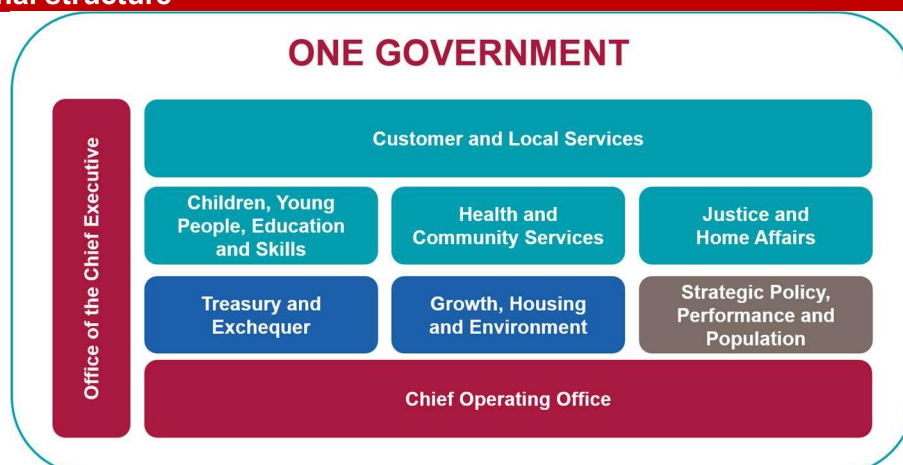 nal structure
ONE GOVERNMENT
Office of the Chief Executive
Customer and Local Services
Children, Young
People, Education
and Skills
Health and
Community Services
Justice and
Home Affairs
Treasury and
Exchequer
Growth, Housing
and Environment
Strategic Policy,
Performance and
Population
Chief Operating Office